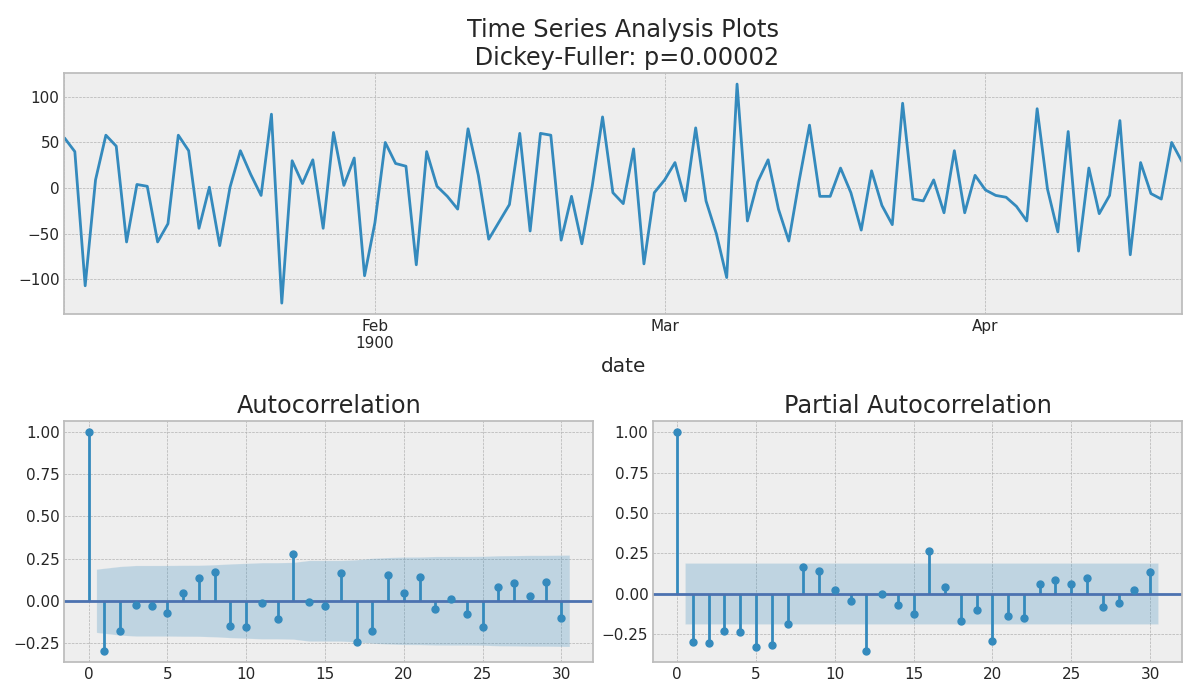 Time Series Analysis Plots
Dickey-Fuller: p=0.00002
100
50
0
−50
−100
Feb
1900
Mar
Apr
date
Autocorrelation
1.00
0.75
0.50
0.25
0.00
−0.25
0 5 10 15 20 25 30
Partial Autocorrelation
1.00
0.75
0.50
0.25
0.00
−0.25
0 5 10 15 20 25 30